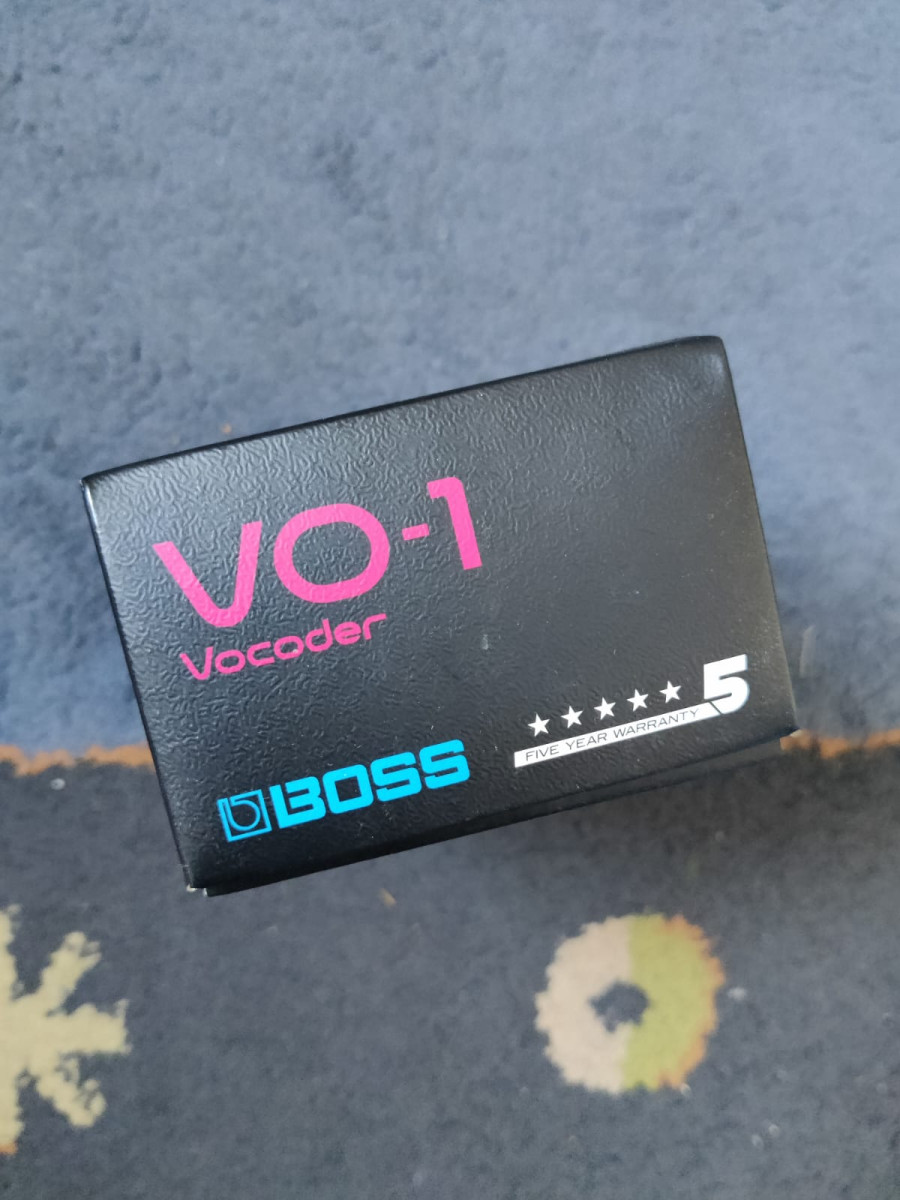 VO-1
Vocoder
BOSS
5
FIVE YEAR WARRANTY